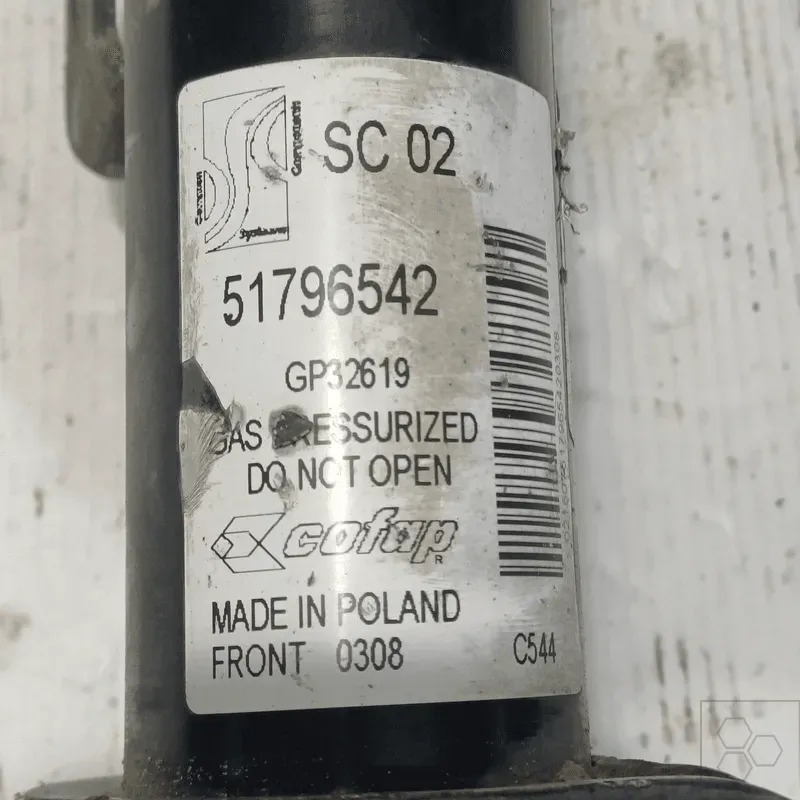 SC 02
51796542
GP32619
GAS PRESSURIZED
DO NOT OPEN
cofap
R
MADE IN POLAND
FRONT 0308
C544